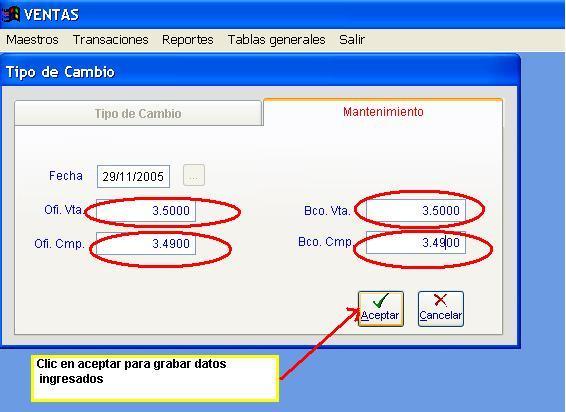 VENTAS
Maestros Transaciones Reportes Tablas generales Salir
Tipo de Cambio
Tipo de Cambio Mantenimiento
Fecha 29/11/2005 ...
Ofi. Vta. 3.5000 Bco. Vta. 3.5000
Ofi. Cmp. 3.4900 Bco. Cmp. 3.4900
Aceptar Cancelar
Clic en aceptar para grabar datos
ingresados